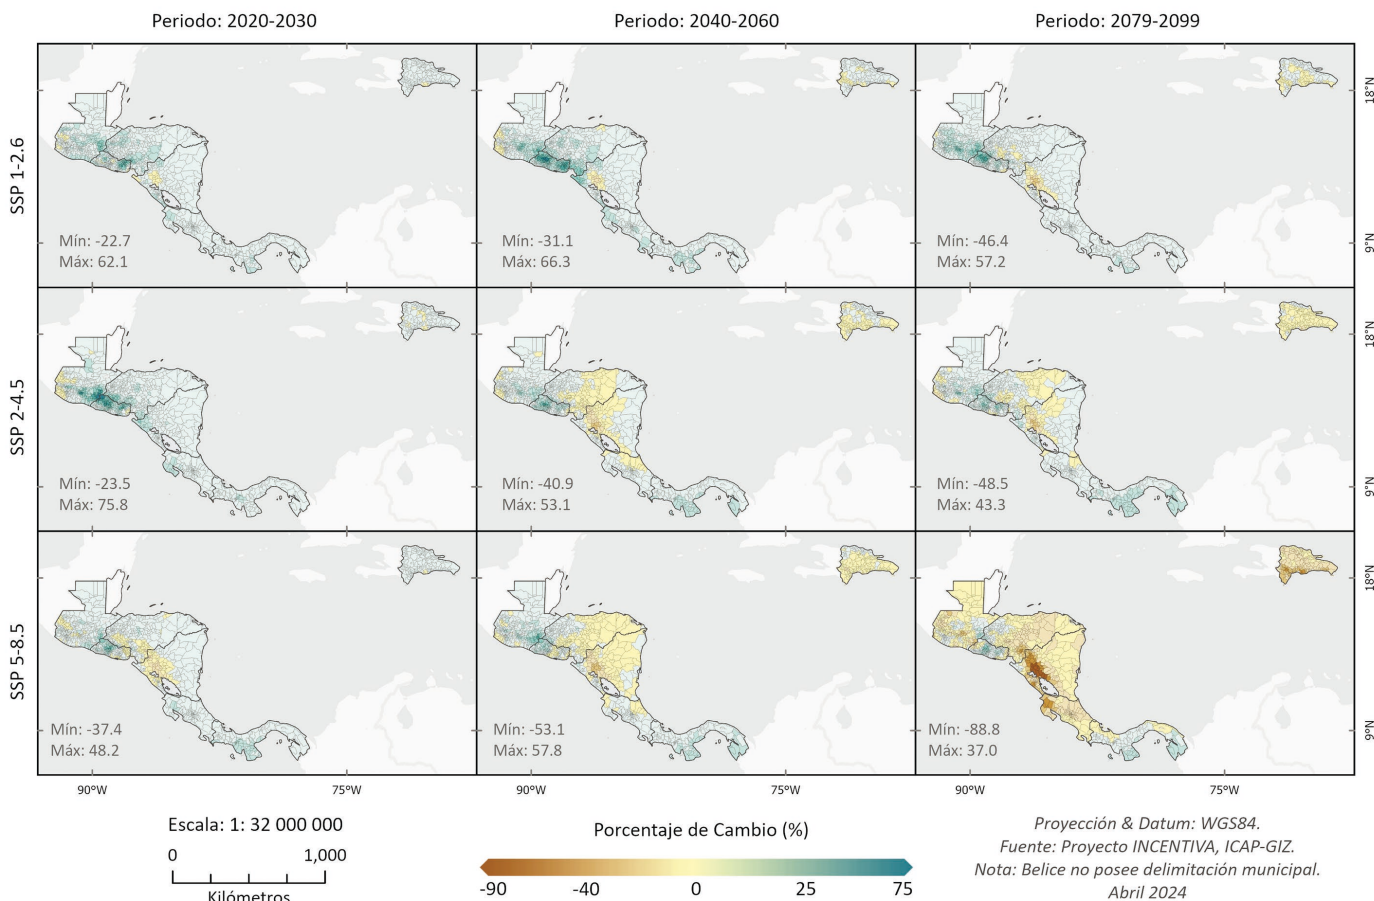 Periodo: 2020-2030
Periodo: 2040-2060
Periodo: 2079-2099
SSP 1-2.6
Mín: -22.7
Máx: 62.1
Mín: -31.1
Máx: 66.3
Mín: -46.4
Máx: 57.2
18°N
9°N
SSP 2-4.5
Mín: -23.5
Máx: 75.8
Mín: -40.9
Máx: 53.1
Mín: -48.5
Máx: 43.3
18°N
9°N
SSP 5-8.5
Mín: -37.4
Máx: 48.2
Mín: -53.1
Máx: 57.8
Mín: -88.8
Máx: 37.0
18°N
9°N
90°W
75°W
90°W
75°W
90°W
75°W
Escala: 1: 32 000 000
0
1,000
Kilómetros
Porcentaje de Cambio (%)
-90
-40
0
25
75
Proyección & Datum: WGS84.
Fuente: Proyecto INCENTIVA, ICAP-GIZ.
Nota: Belice no posee delimitación municipal.
Abril 2024